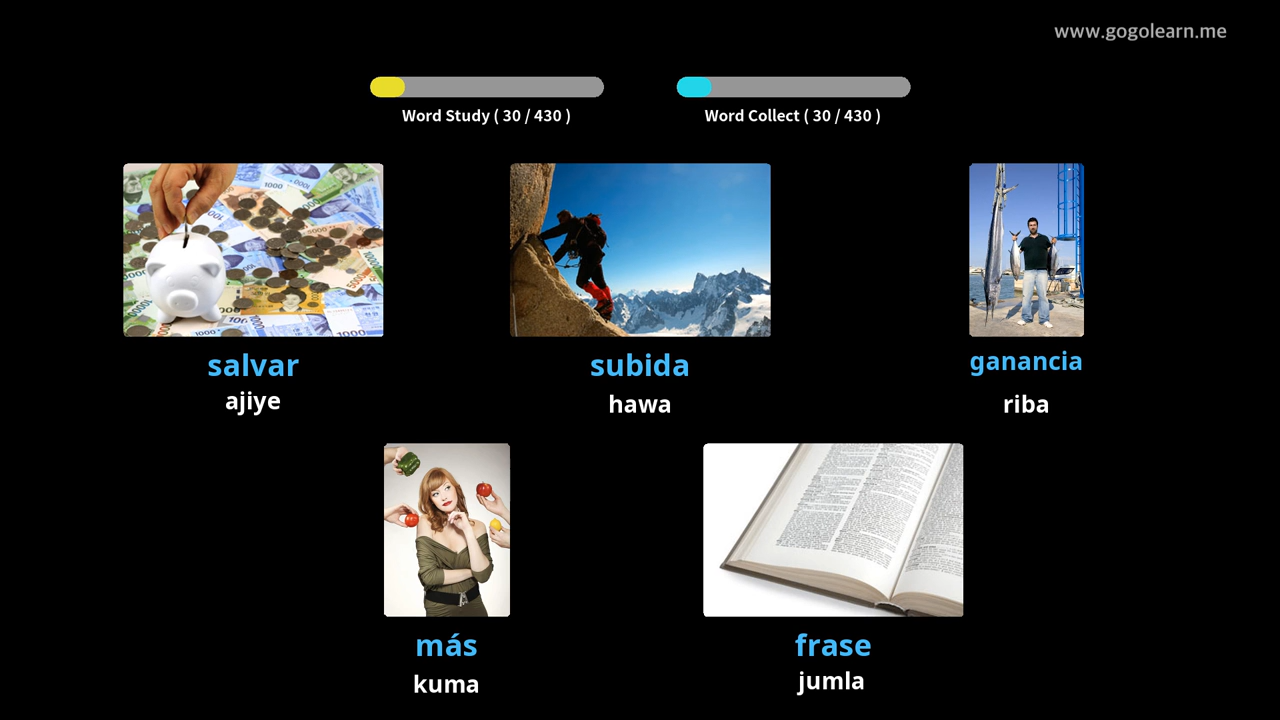 www.gogolearn.me
Word Study ( 30 / 430 )
Word Collect ( 30 / 430 )
salvar
ajiye
subida
hawa
ganancia
riba
más
kuma
frase
jumla